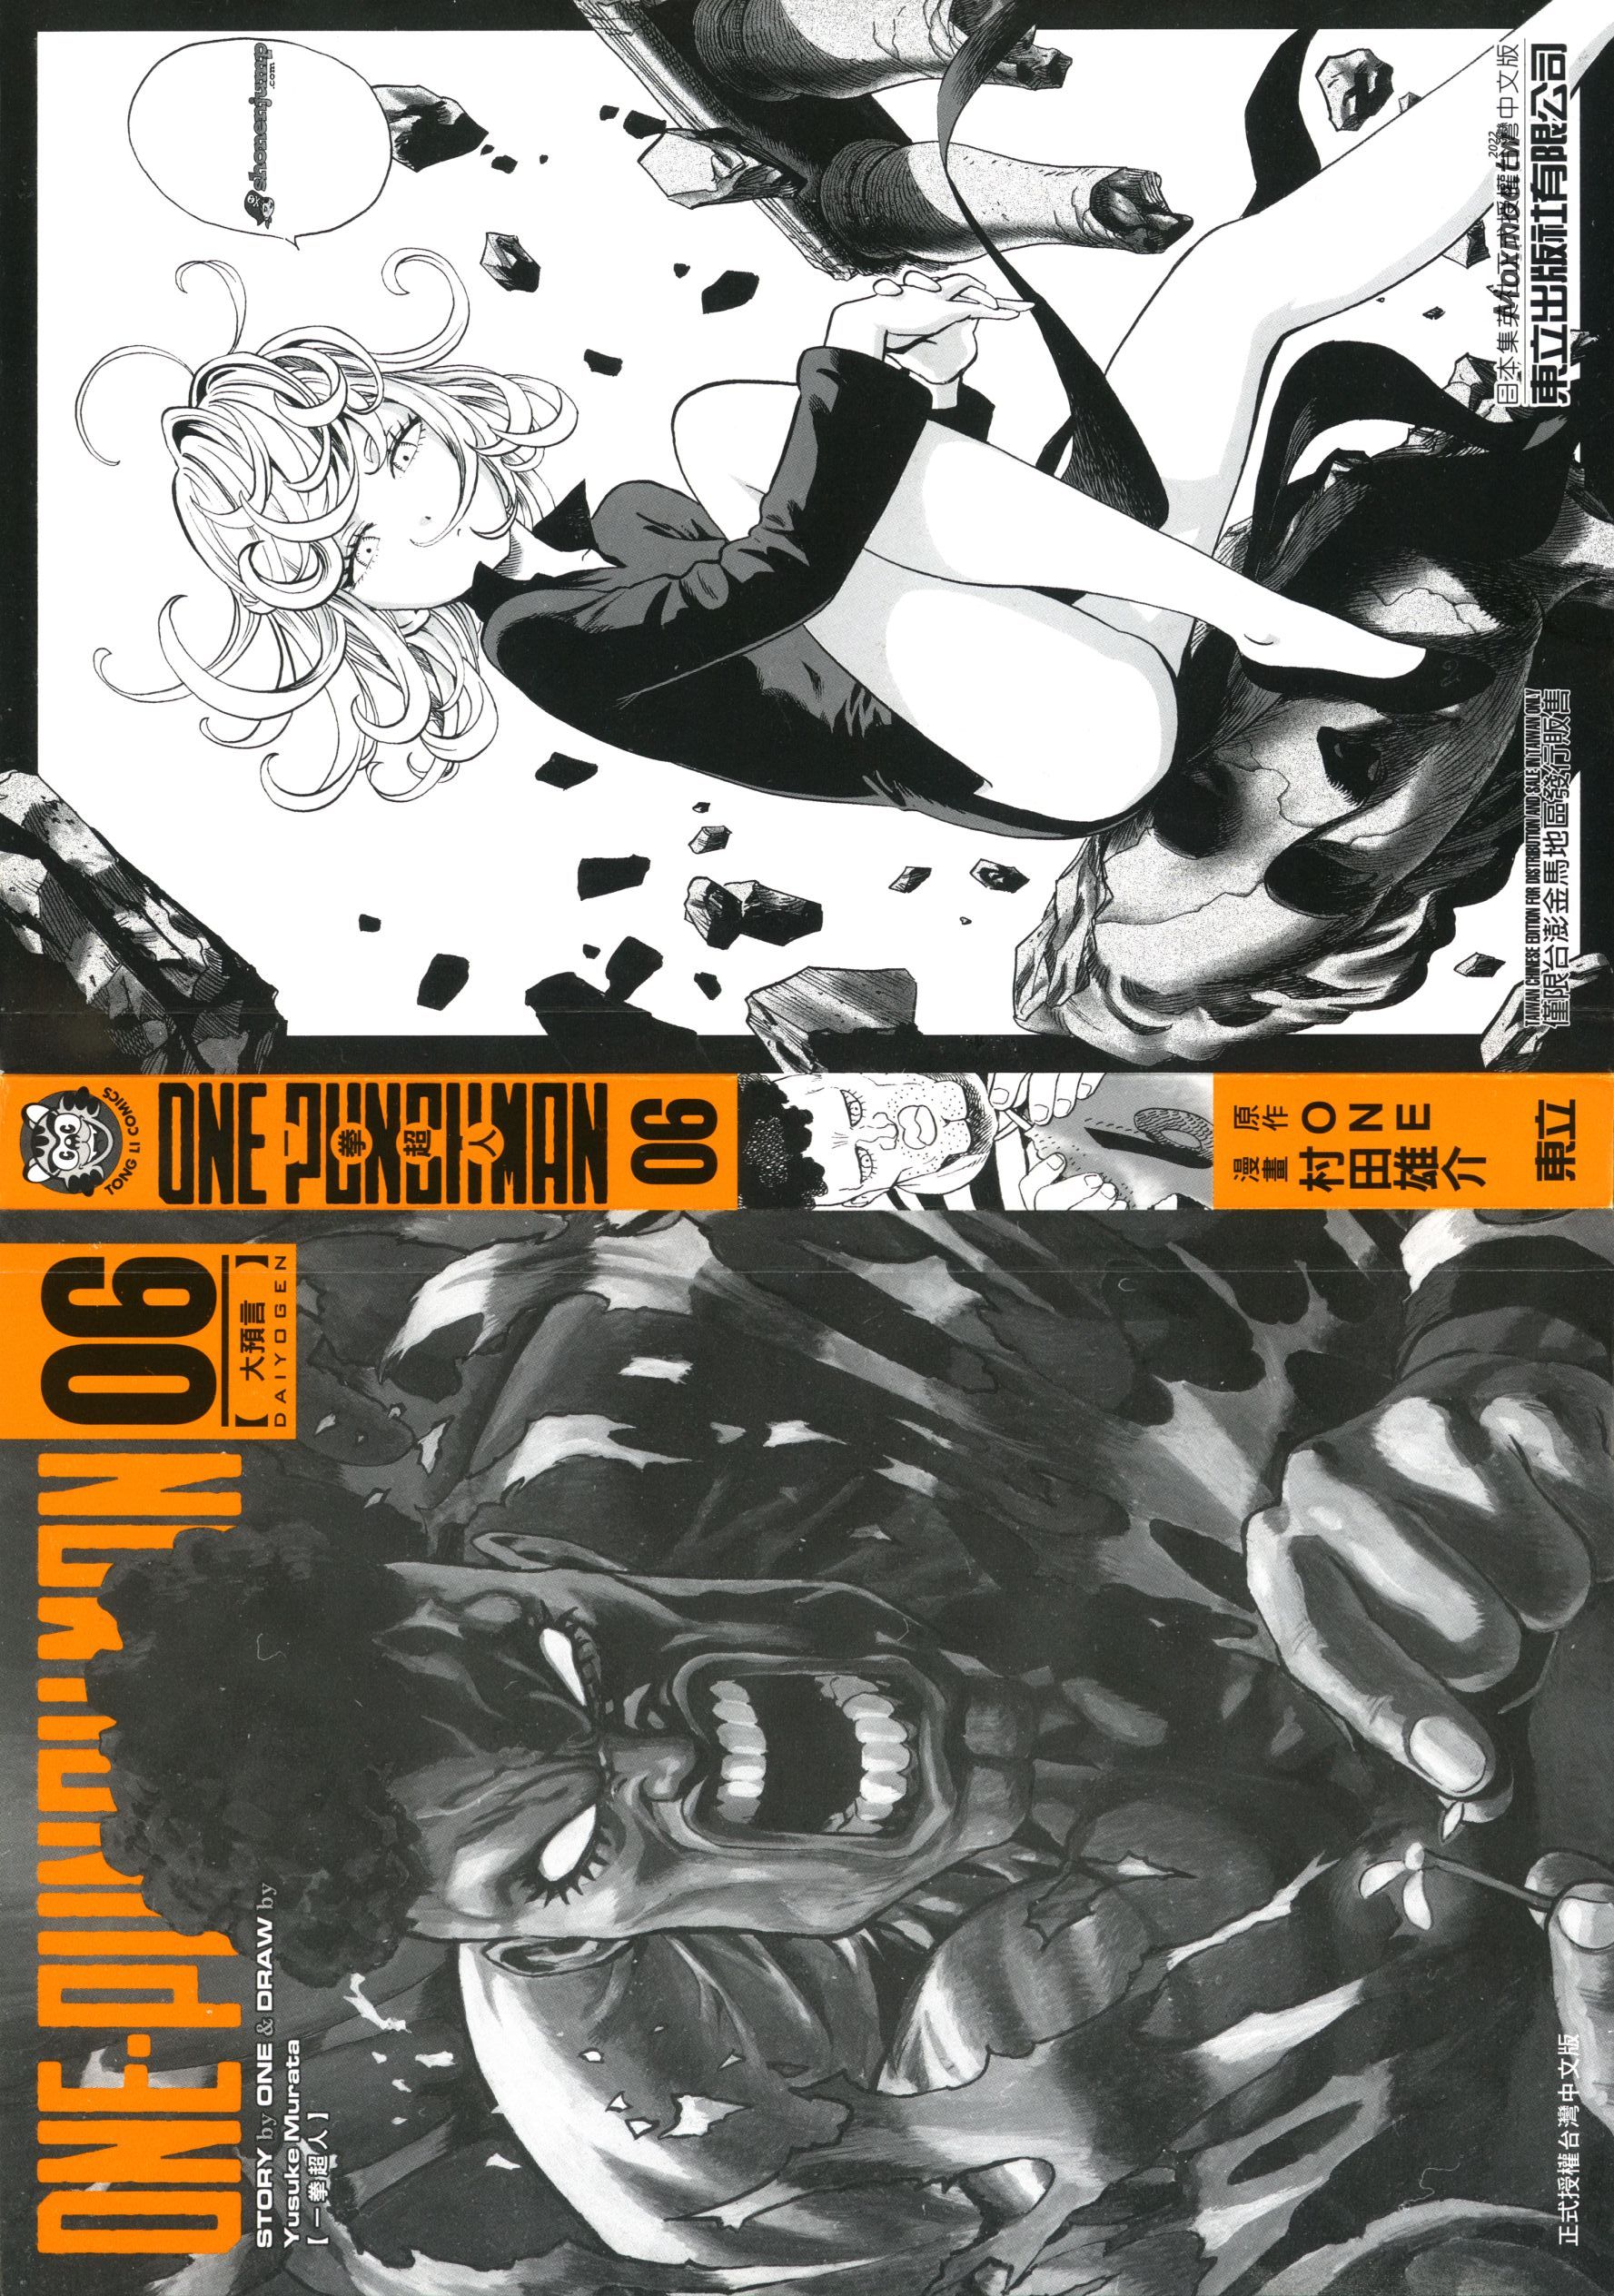 shonenjump
.com
日本集英社正式授權台灣中文版
Moxmoe
2022
東立出版社有限公司
TAIWAN CHINESE EDITION FOR DISTRIBUTION AND SALE IN TAIWAN ONLY
僅限台澎金馬地區發行販售
TONG LI COMICS
ONE PUNCH-MAN
一拳超人
06
原作
ONE
漫畫
村田雄介
東立
ONE-PUNCH MAN
06
【大預言】
DAIYOGEN
STORY by ONE & DRAW by
Yusuke Murata
【一拳超人】
正式授權台灣中文版